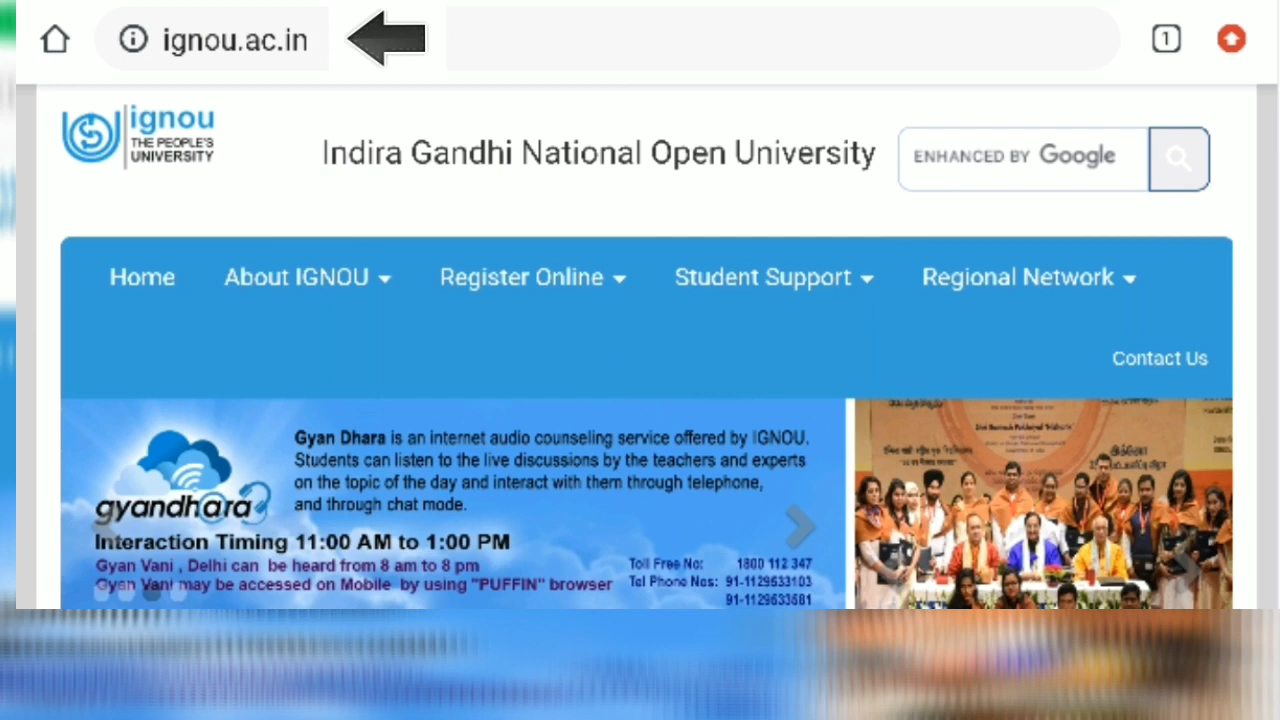 ignou.ac.in
1
ignou
THE PEOPLE'S
UNIVERSITY
Indira Gandhi National Open University
ENHANCED BY Google
Home
About IGNOU
Register Online
Student Support
Regional Network
Contact Us
gyandhara
Gyan Dhara is an internet audio counseling service offered by IGNOU.
Students can listen to the live discussions by the teachers and experts
on the topic of the day and interact with them through telephone,
and through chat mode.
Interaction Timing 11:00 AM to 1:00 PM
Gyan Vani , Delhi can be heard from 8 am to 8 pm
Gyan Vani may be accessed on Mobile by using "PUFFIN" browser
Toll Free No: 1800 112 347
Tel Phone Nos: 91-1129533103
91-1129533581